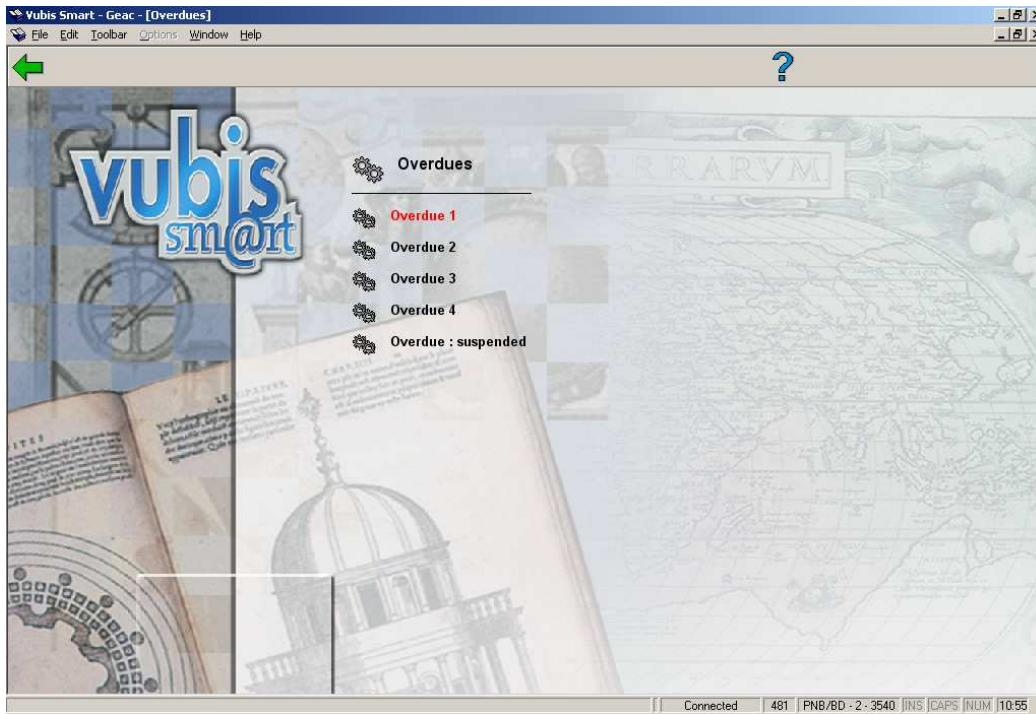 Vubis Smart - Geac - [Overdues]
File Edit Toolbar Options Window Help
?
vubis
sm@rt
Overdues
Overdue 1
Overdue 2
Overdue 3
Overdue 4
Overdue : suspended
RARVM
Connected 481 PNB/BD - 2 - 3540 INS CAPS NUM 10:55